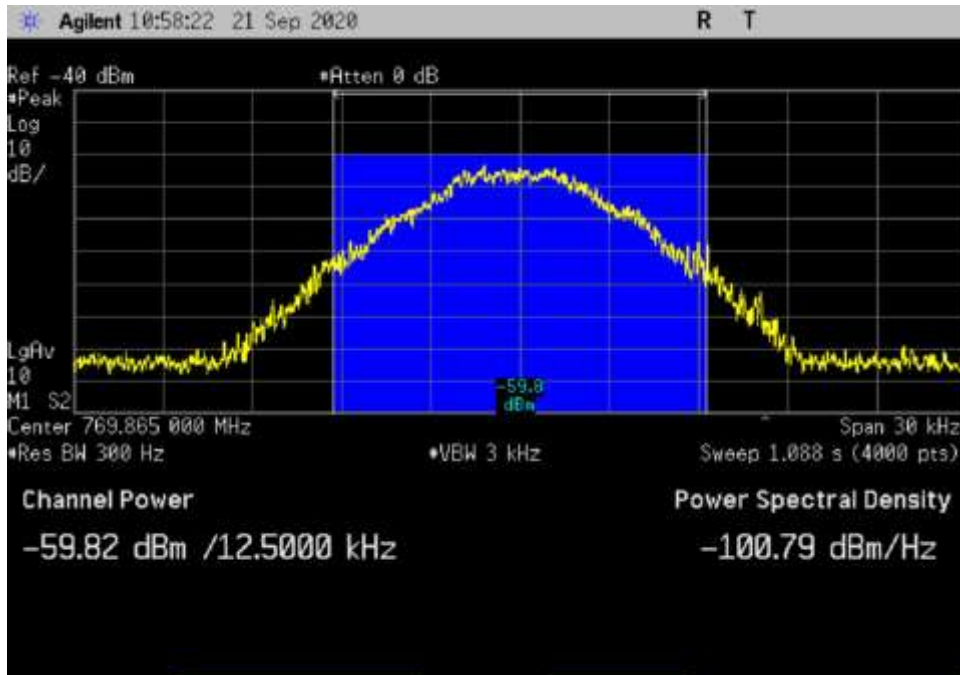 Agilent 10:58:22 21 Sep 2020 R T
Ref -40 dBm #Atten 0 dB
#Peak
Log
10
dB/
LgAv
10
M1 S2
-59.8
dBm
Center 769.865 000 MHz Span 30 kHz
#Res BW 300 Hz #VBW 3 kHz Sweep 1.088 s (4000 pts)
Channel Power Power Spectral Density
-59.82 dBm /12.5000 kHz -100.79 dBm/Hz